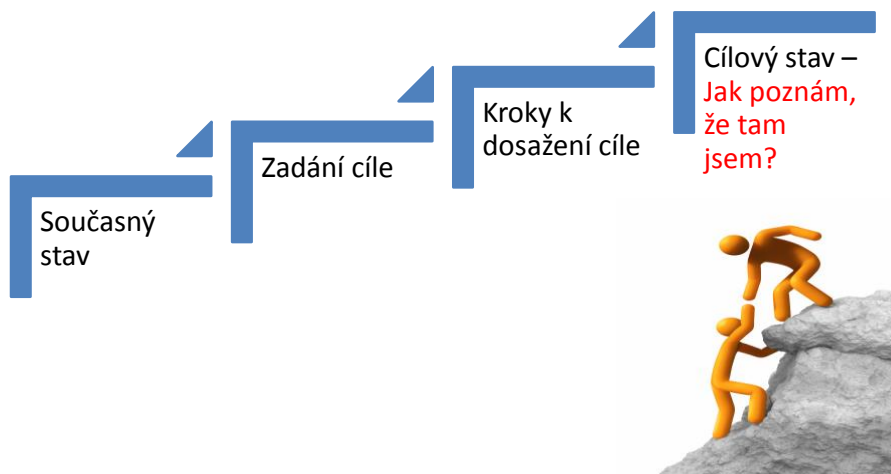 Současný
stav
Zadání cíle
Kroky k
dosažení cíle
Cílový stav –
Jak poznám,
že tam
jsem?